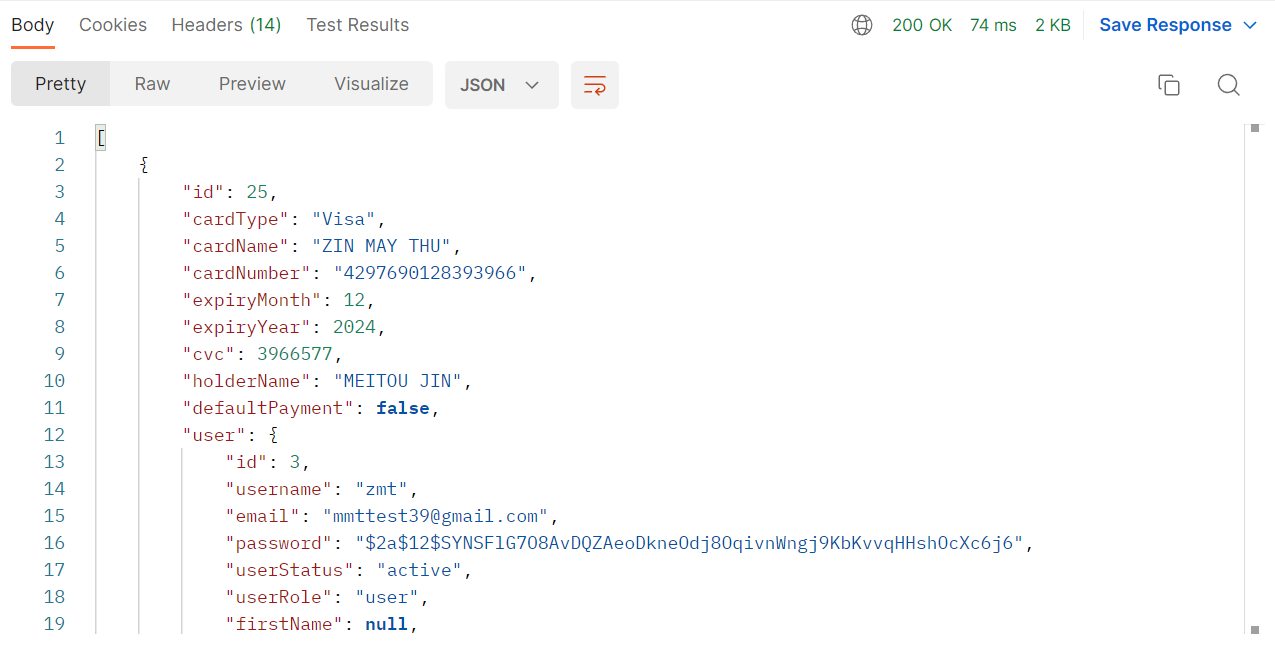 Body Cookies Headers (14) Test Results 200 OK 74 ms 2 KB Save Response
Pretty Raw Preview Visualize JSON
1 [
2 {
3 "id": 25,
4 "cardType": "Visa",
5 "cardName": "ZIN MAY THU",
6 "cardNumber": "4297690128393966",
7 "expiryMonth": 12,
8 "expiryYear": 2024,
9 "cvc": 3966577,
10 "holderName": "MEITOU JIN",
11 "defaultPayment": false,
12 "user": {
13 "id": 3,
14 "username": "zmt",
15 "email": "mmttest39@gmail.com",
16 "password": "$2a$12$SYNSFlG7O8AvDQZAeoDkneOdj8OqivnWngj9KbKvvqHHshOcXc6j6",
17 "userStatus": "active",
18 "userRole": "user",
19 "firstName": null,